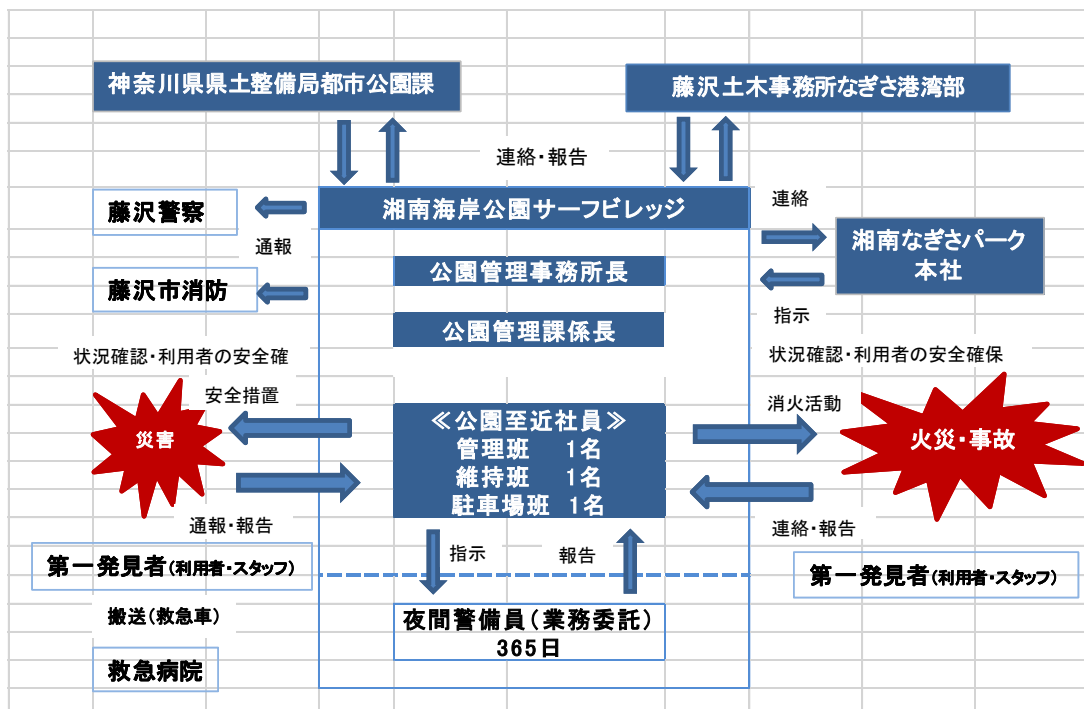 神奈川県県土整備局都市公園課
藤沢土木事務所なぎさ港湾部
連絡・報告
湘南海岸公園サーフビレッジ
藤沢警察
連絡
通報
湘南なぎさパーク
本社
公園管理事務所長
藤沢市消防
指示
公園管理課係長
状況確認・利用者の安全確
状況確認・利用者の安全確保
安全措置
消火活動
災害
≪公園至近社員≫
管理班 1名
維持班 1名
駐車場班 1名
火災・事故
通報・報告
連絡・報告
指示
報告
第一発見者(利用者・スタッフ)
第一発見者(利用者・スタッフ)
搬送(救急車)
夜間警備員(業務委託)
365日
救急病院